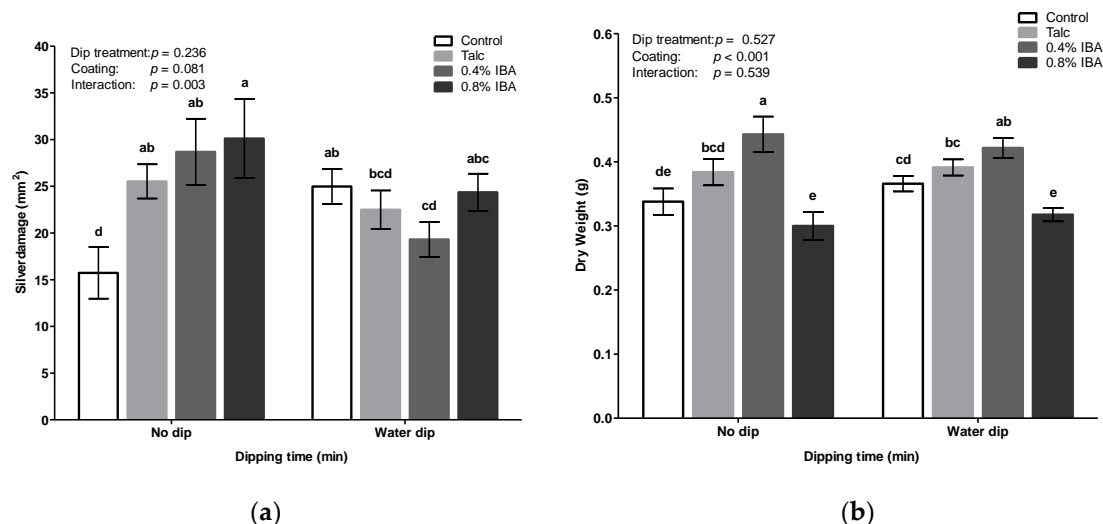 Control
Talc
0.4% IBA
0.8% IBA
Dip treatment: p = 0.236
Coating: p = 0.081
Interaction: p = 0.003
Silverdamage (mm²)
40
35
30
25
20
15
10
5
0
d
ab
ab
a
ab
bcd
cd
abc
No dip
Water dip
Dipping time (min)
(a)
Control
Talc
0.4% IBA
0.8% IBA
Dip treatment: p = 0.527
Coating: p < 0.001
Interaction: p = 0.539
Dry Weight (g)
0.6
0.5
0.4
0.3
0.2
0.1
0.0
de
bcd
a
e
cd
bc
ab
e
No dip
Water dip
Dipping time (min)
(b)